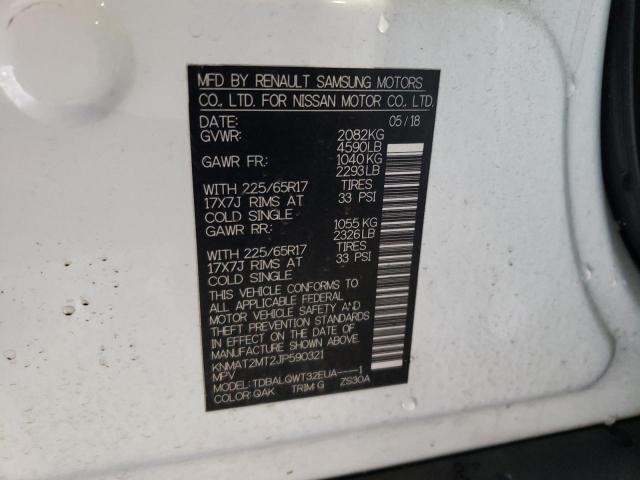 MFD BY RENAULT SAMSUNG MOTORS
CO., LTD. FOR NISSAN MOTOR CO., LTD.
DATE: 05/18
GVWR: 2082KG
4590LB
GAWR FR: 1040KG
2293LB
WITH 225/65R17 TIRES
17X7J RIMS AT 33 PSI
COLD SINGLE
GAWR RR: 1055 KG
2326LB
WITH 225/65R17 TIRES
17X7J RIMS AT 33 PSI
COLD SINGLE
THIS VEHICLE CONFORMS TO
ALL APPLICABLE FEDERAL
MOTOR VEHICLE SAFETY AND
THEFT PREVENTION STANDARDS
IN EFFECT ON THE DATE OF
MANUFACTURE SHOWN ABOVE.
KNMAT2MT2JP590321
MPV
MODEL: TDBALQWT32EUA----1
COLOR: QAK TRIM: G ZS30A